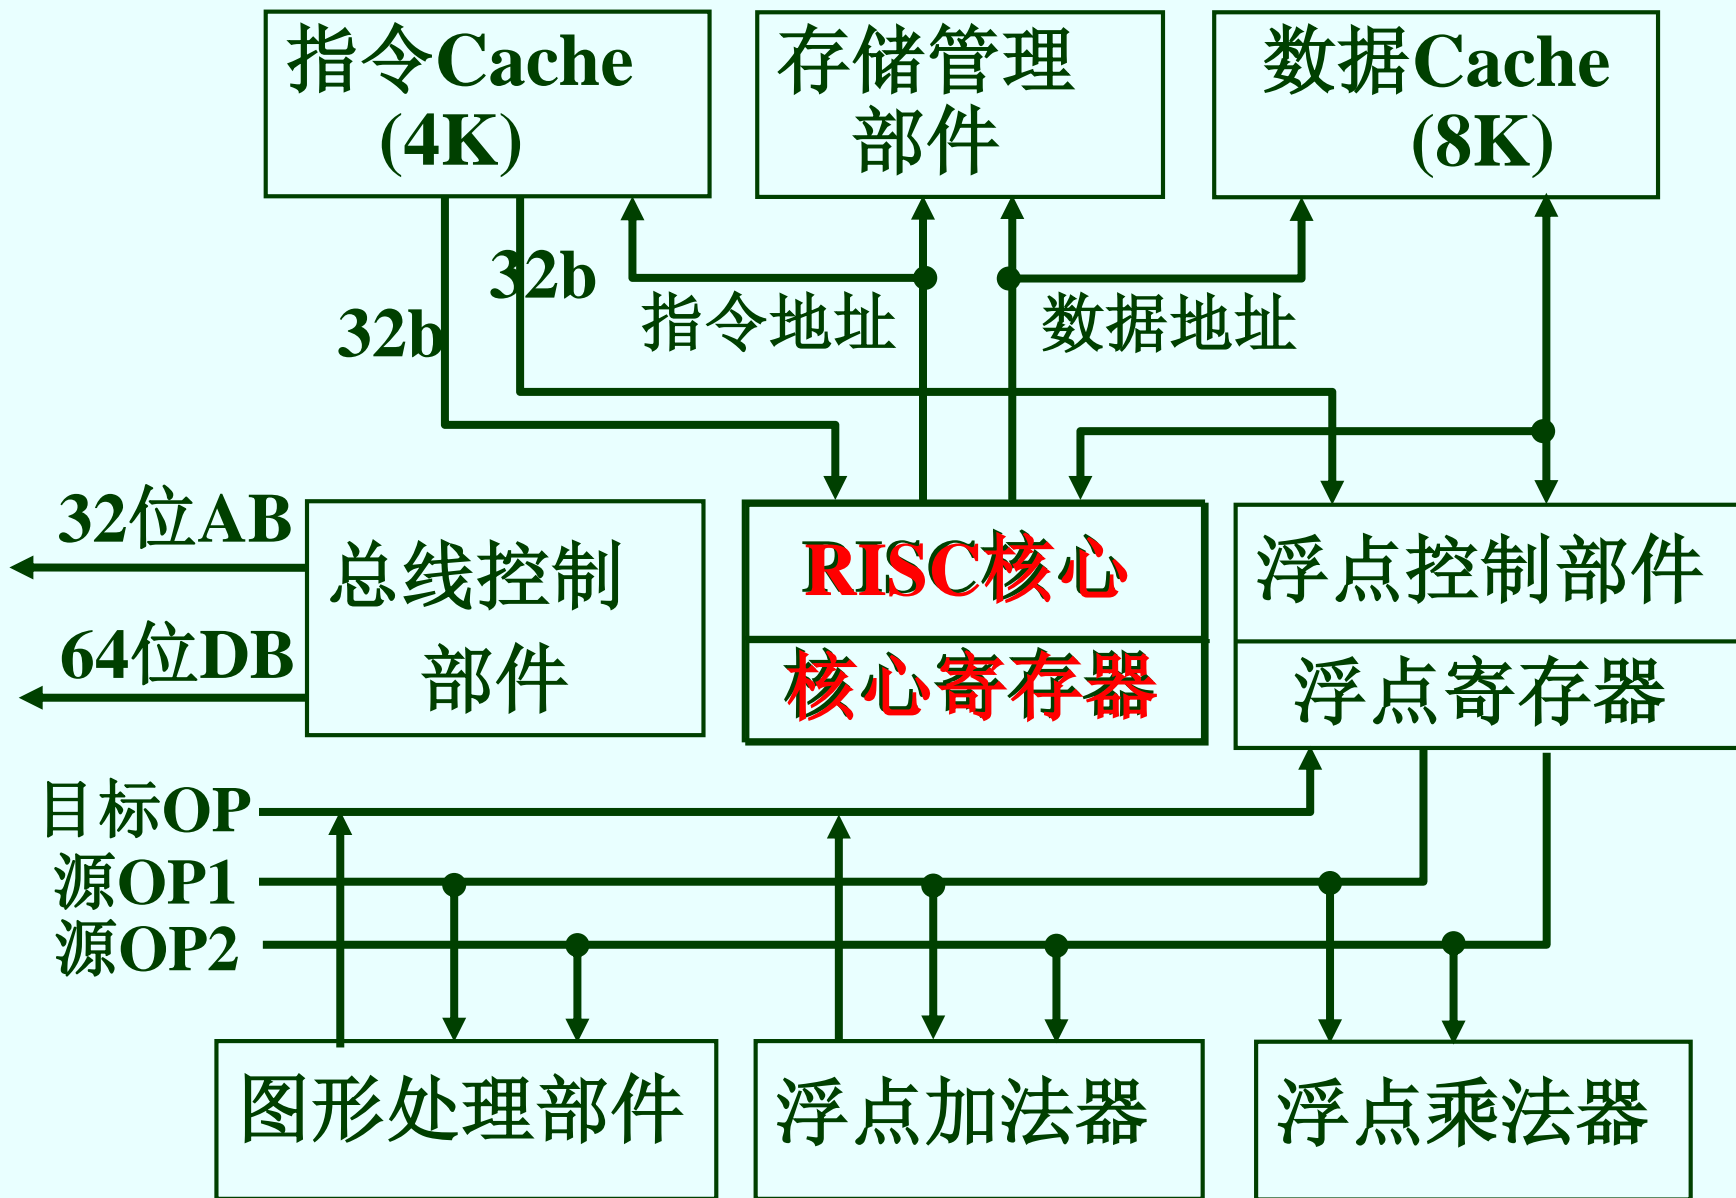 指令Cache
(4K)
存储管理
部件
数据Cache
(8K)
32b
32b
指令地址
数据地址
32位AB
64位DB
总线控制
部件
RISC核心
核心寄存器
浮点控制部件
浮点寄存器
目标OP
源OP1
源OP2
图形处理部件
浮点加法器
浮点乘法器